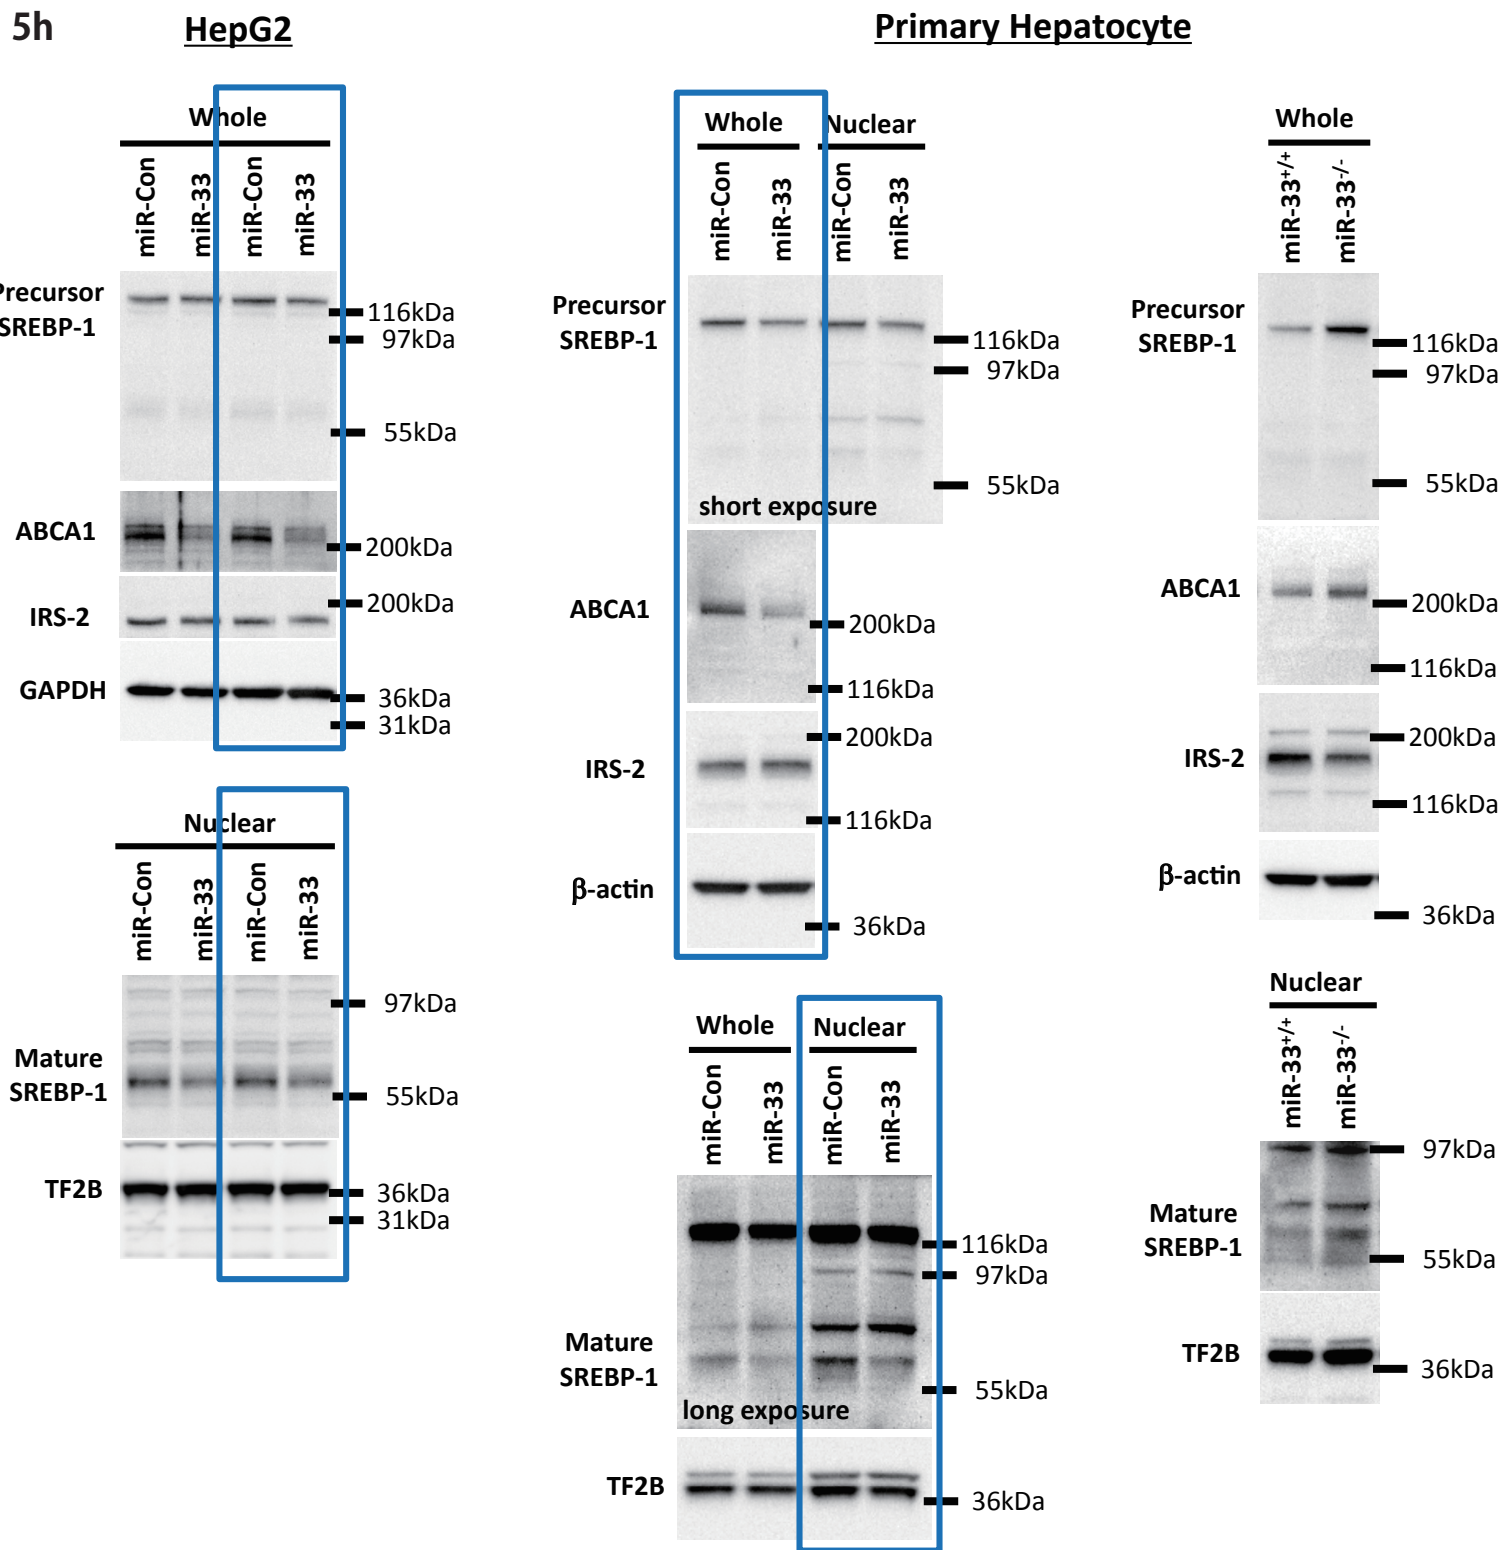 5h
HepG2
Primary Hepatocyte
Whole
miR-Con
miR-33
miR-Con
miR-33
Precursor
SREBP-1
116kDa
97kDa
55kDa
ABCA1
200kDa
IRS-2
200kDa
GAPDH
36kDa
31kDa
Nuclear
miR-Con
miR-33
miR-Con
miR-33
97kDa
Mature
SREBP-1
55kDa
TF2B
36kDa
31kDa
Whole
Nuclear
miR-Con
miR-33
miR-Con
miR-33
Precursor
SREBP-1
116kDa
97kDa
55kDa
short exposure
ABCA1
200kDa
116kDa
200kDa
IRS-2
116kDa
β-actin
36kDa
Whole
Nuclear
miR-Con
miR-33
miR-Con
miR-33
116kDa
97kDa
Mature
SREBP-1
55kDa
long exposure
TF2B
36kDa
Whole
miR-33+/+
miR-33-/-
Precursor
SREBP-1
116kDa
97kDa
55kDa
ABCA1
200kDa
116kDa
200kDa
IRS-2
116kDa
β-actin
36kDa
Nuclear
miR-33+/+
miR-33-/-
97kDa
Mature
SREBP-1
55kDa
TF2B
36kDa